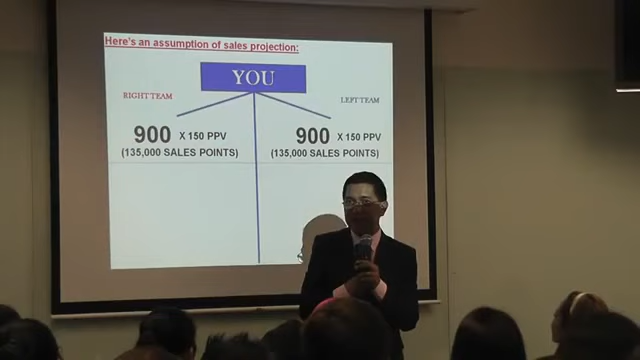 Here's an assumption of sales projection:
YOU
RIGHT TEAM
LEFT TEAM
900 X 150 PPV
(135,000 SALES POINTS)
900 X 150 PPV
(135,000 SALES POINTS)